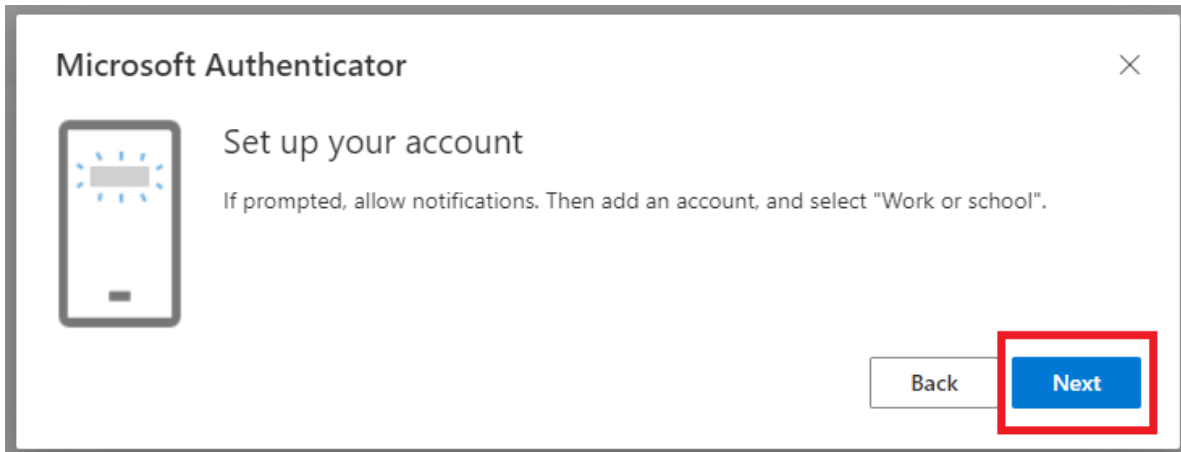 Microsoft Authenticator
Set up your account
If prompted, allow notifications. Then add an account, and select "Work or school".
Back
Next